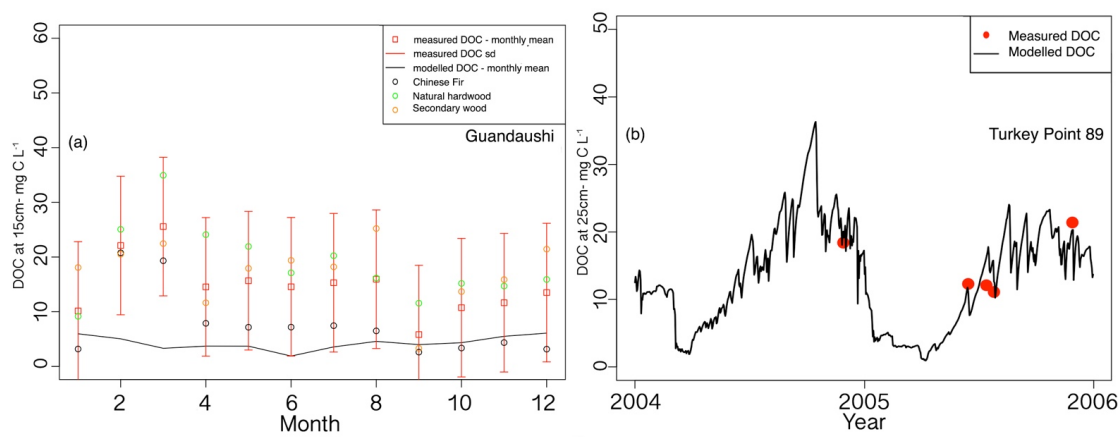 60
50
40
30
20
10
0
DOC at 15cm- mg C L-1
(a)
measured DOC - monthly mean
measured DOC sd
modelled DOC - monthly mean
Chinese Fir
Natural hardwood
Secondary wood
Guandaushi
2
4
6
8
10
12
Month
50
40
30
20
10
0
DOC at 25cm- mg C L-1
(b)
Measured DOC
Modelled DOC
Turkey Point 89
2004
2005
2006
Year